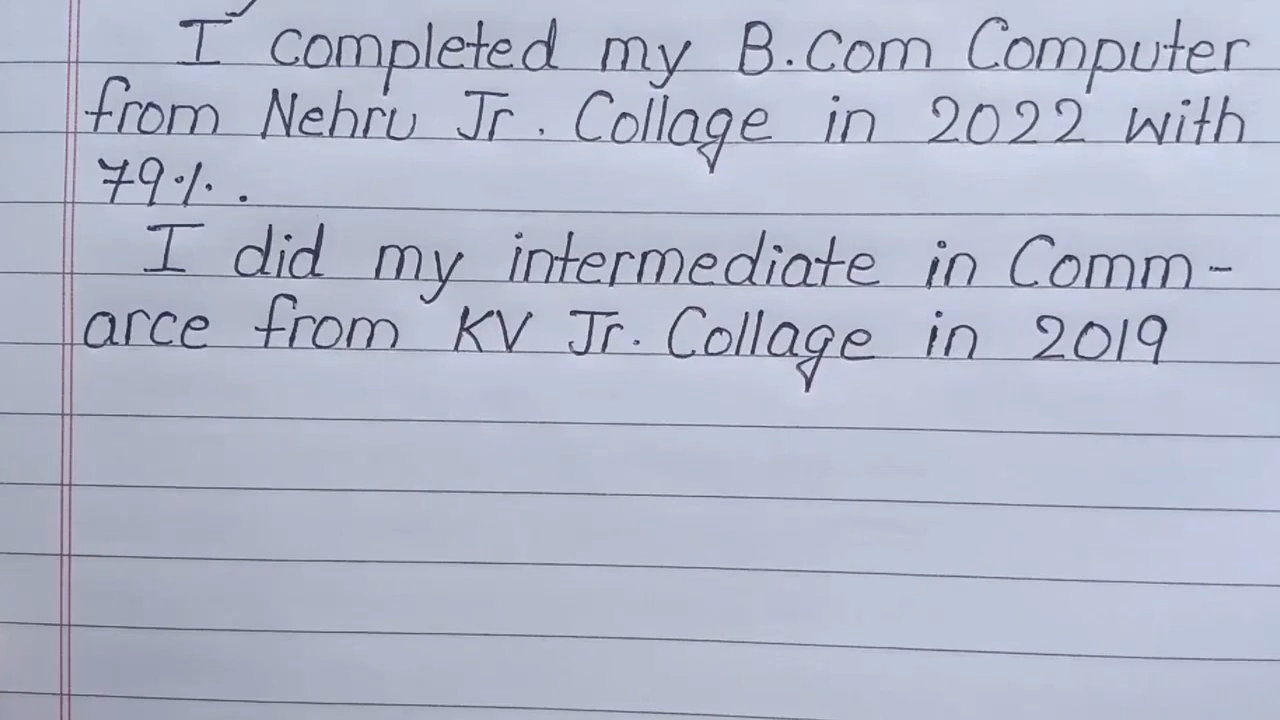 I completed my B.Com Computer
from Nehru Jr. Collage in 2022 with
79%.
I did my intermediate in Comm-
arce from KV Jr. Collage in 2019